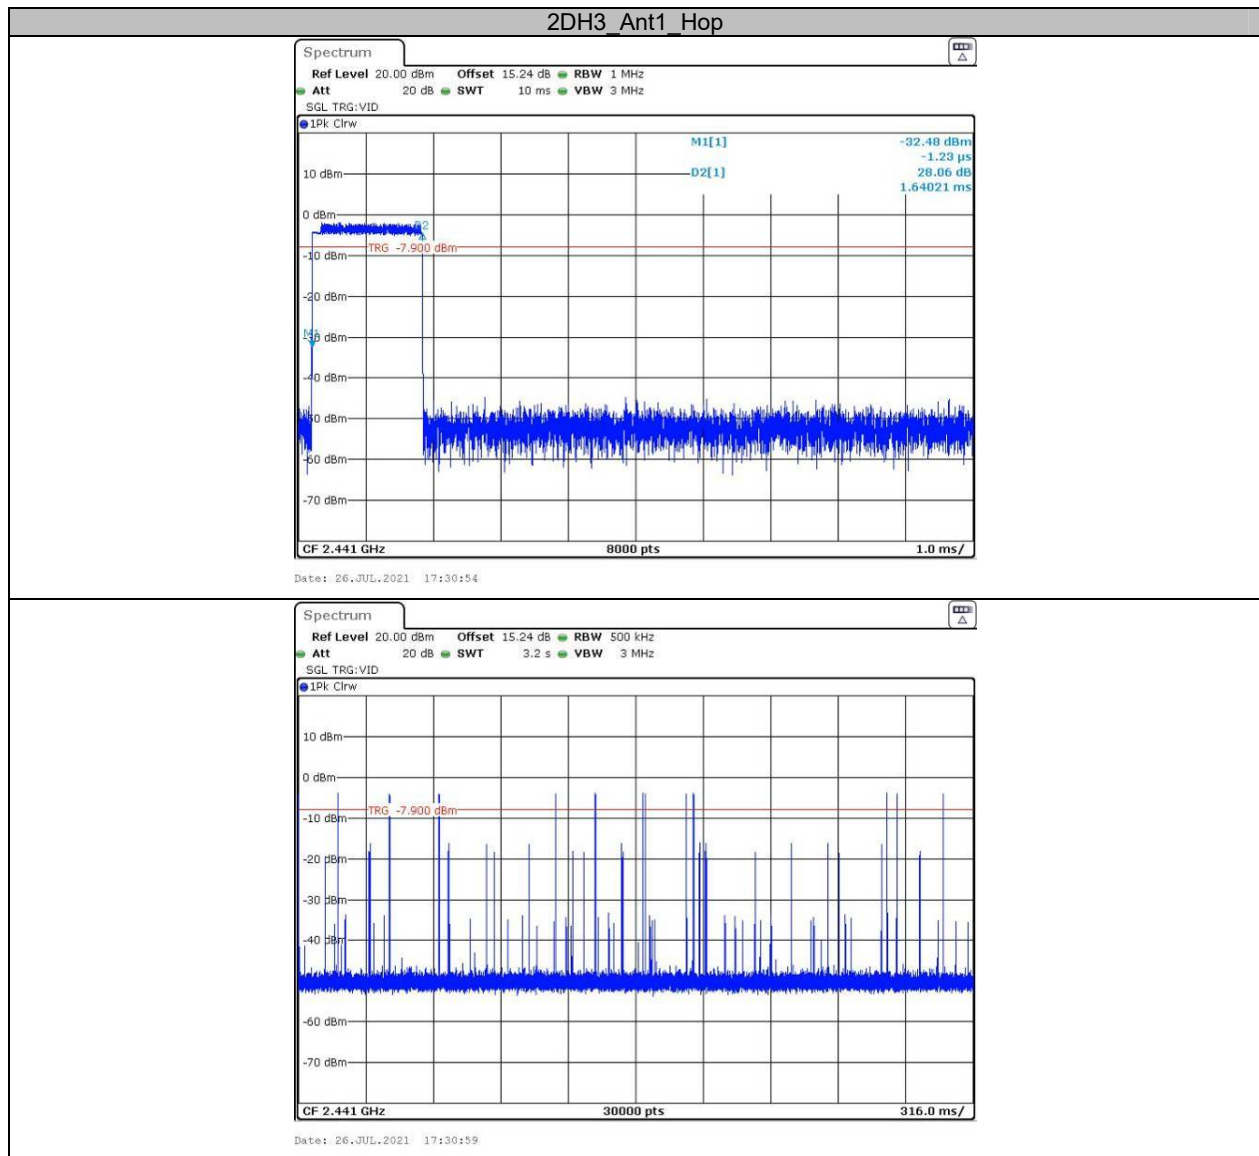 2DH3_Ant1_Hop
Spectrum
Ref Level 20.00 dBm Offset 15.24 dB RBW 1 MHz
Att 20 dB SWT 10 ms VBW 3 MHz
SGL TRG:VID
1Pk Clrw
M1[1] -32.48 dBm
-1.23 µs
10 dBm D2[1] 28.06 dB
1.64021 ms
0 dBm
D2
TRG -7.900 dBm
-10 dBm
-20 dBm
M1
-30 dBm
-40 dBm
-50 dBm
-60 dBm
-70 dBm
CF 2.441 GHz 8000 pts 1.0 ms/
Date: 26.JUL.2021 17:30:54
Spectrum
Ref Level 20.00 dBm Offset 15.24 dB RBW 500 kHz
Att 20 dB SWT 3.2 s VBW 3 MHz
SGL TRG:VID
1Pk Clrw
10 dBm
0 dBm
TRG -7.900 dBm
-10 dBm
-20 dBm
-30 dBm
-40 dBm
-60 dBm
-70 dBm
CF 2.441 GHz 30000 pts 316.0 ms/
Date: 26.JUL.2021 17:30:59